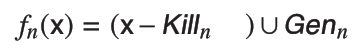 fₙ(x) = (x – Killₙ ) ∪ Genₙ